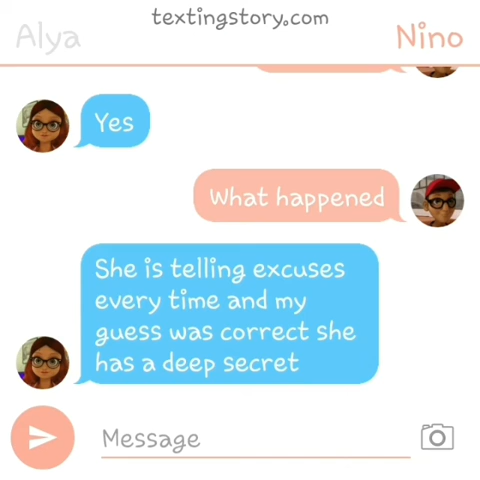 textingstory.com
Alya
Nino
Yes
What happened
She is telling excuses
every time and my
guess was correct she
has a deep secret
Message